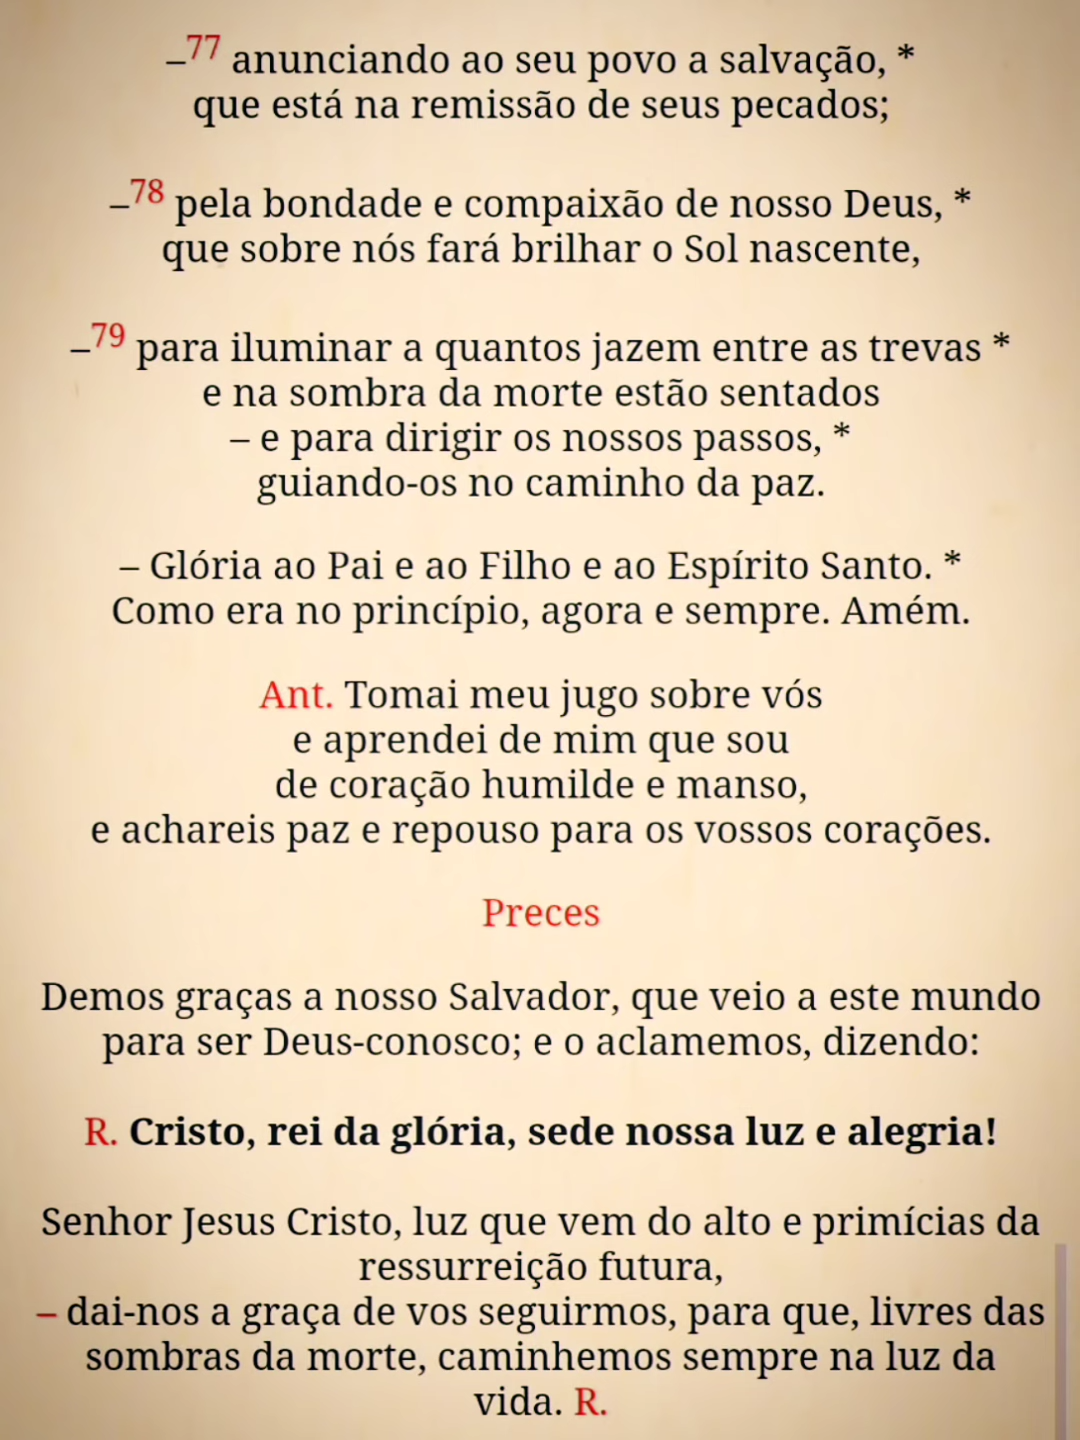 –77 anunciando ao seu povo a salvação, *
que está na remissão de seus pecados;
–78 pela bondade e compaixão de nosso Deus, *
que sobre nós fará brilhar o Sol nascente,
–79 para iluminar a quantos jazem entre as trevas *
e na sombra da morte estão sentados
– e para dirigir os nossos passos, *
guiando-os no caminho da paz.
– Glória ao Pai e ao Filho e ao Espírito Santo. *
Como era no princípio, agora e sempre. Amém.
Ant. Tomai meu jugo sobre vós
e aprendei de mim que sou
de coração humilde e manso,
e achareis paz e repouso para os vossos corações.
Preces
Demos graças a nosso Salvador, que veio a este mundo
para ser Deus-conosco; e o aclamemos, dizendo:
R. Cristo, rei da glória, sede nossa luz e alegria!
Senhor Jesus Cristo, luz que vem do alto e primícias da
ressurreição futura,
– dai-nos a graça de vos seguirmos, para que, livres das
sombras da morte, caminhemos sempre na luz da
vida. R.